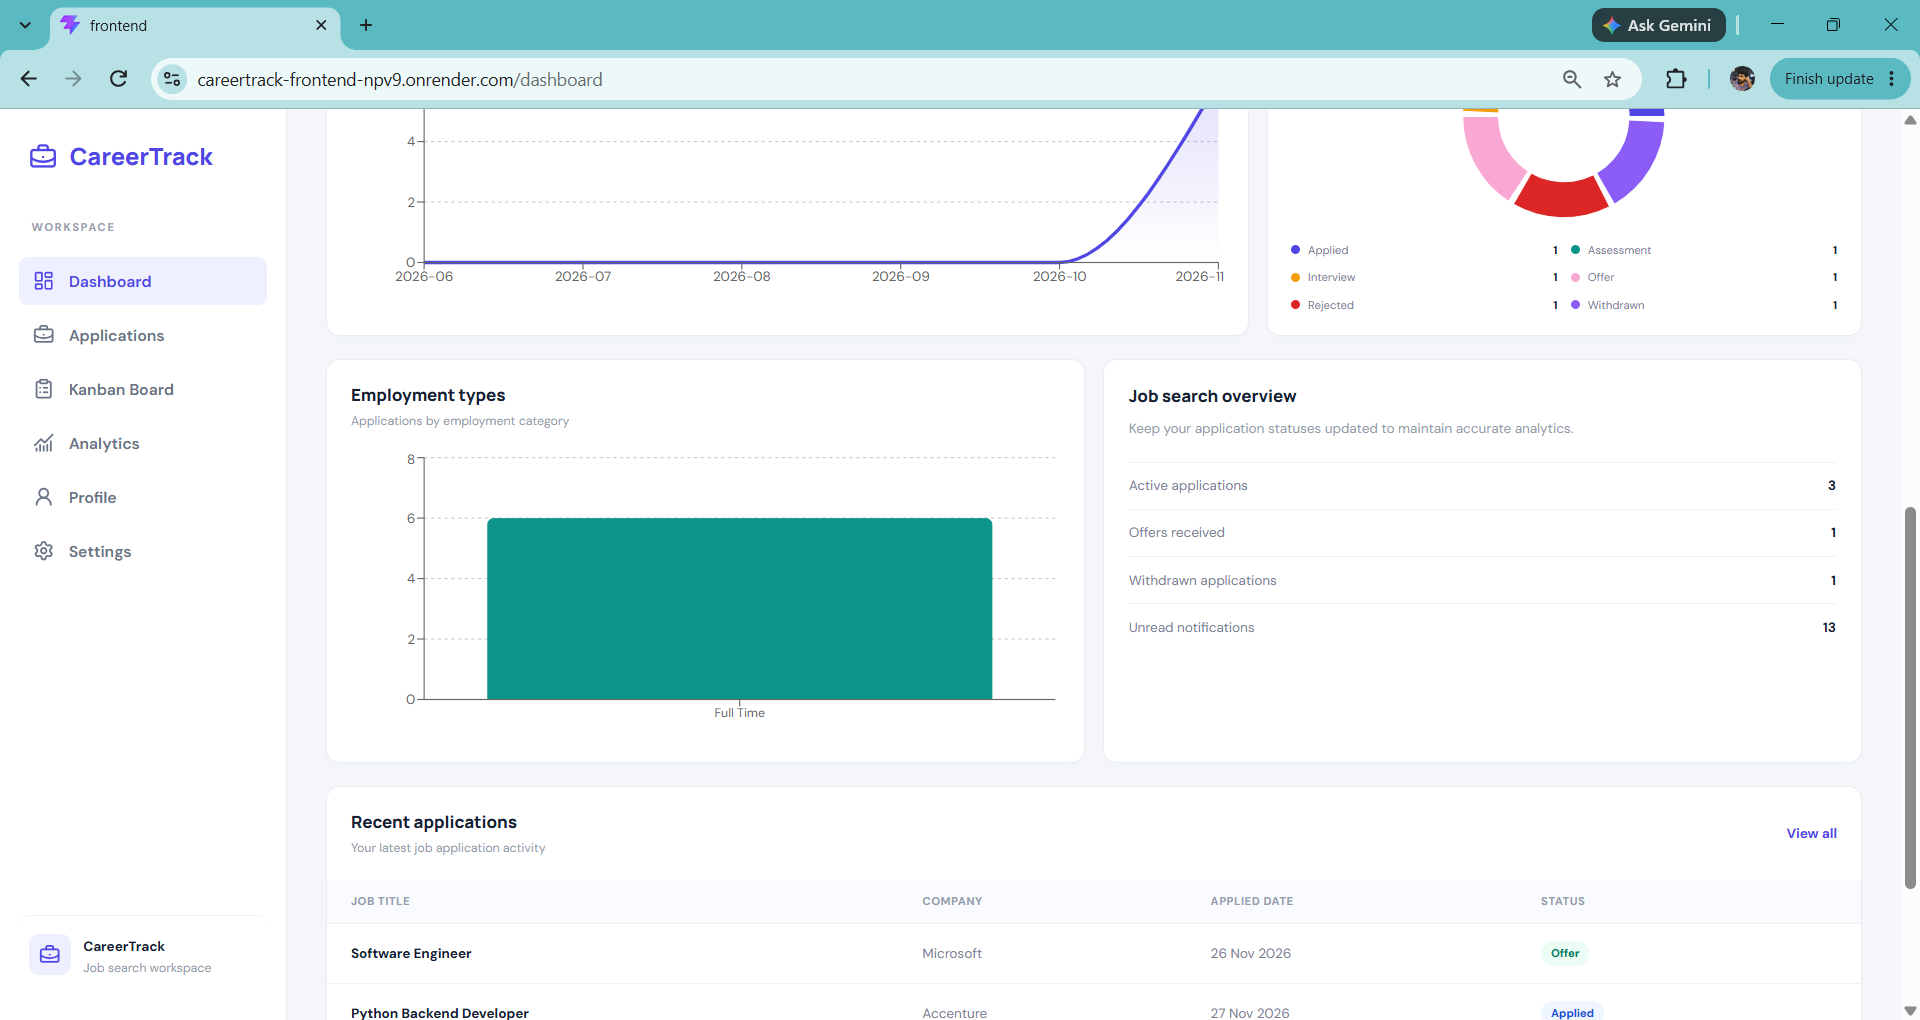 frontend
Ask Gemini
careertrack-frontend-npv9.onrender.com/dashboard
Finish update
CareerTrack
WORKSPACE
Dashboard
Applications
Kanban Board
Analytics
Profile
Settings
CareerTrack
Job search workspace
4
2
0
2026-06 2026-07 2026-08 2026-09 2026-10 2026-11
Applied 1 Assessment 1
Interview 1 Offer 1
Rejected 1 Withdrawn 1
Employment types
Applications by employment category
8
6
4
2
0
Full Time
Job search overview
Keep your application statuses updated to maintain accurate analytics.
Active applications 3
Offers received 1
Withdrawn applications 1
Unread notifications 13
Recent applications
Your latest job application activity
View all
JOB TITLE COMPANY APPLIED DATE STATUS
Software Engineer Microsoft 26 Nov 2026 Offer
Python Backend Developer Accenture 27 Nov 2026 Applied